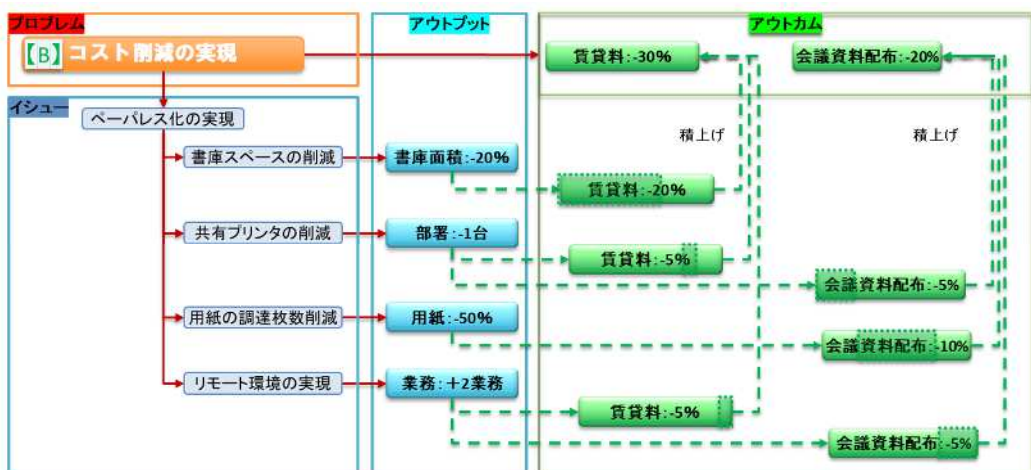 プロブレム
アウトプット
アウトカム
【B】コスト削減の実現
賃貸料:-30%
会議資料配布:-20%
イシュー
ペーパレス化の実現
積上げ
積上げ
書庫スペースの削減
書庫面積:-20%
賃貸料:-20%
共有プリンタの削減
部署:-1台
賃貸料:-5%
会議資料配布:-5%
用紙の調達枚数削減
用紙:-50%
会議資料配布:-10%
リモート環境の実現
業務:+2業務
賃貸料:-5%
会議資料配布:-5%